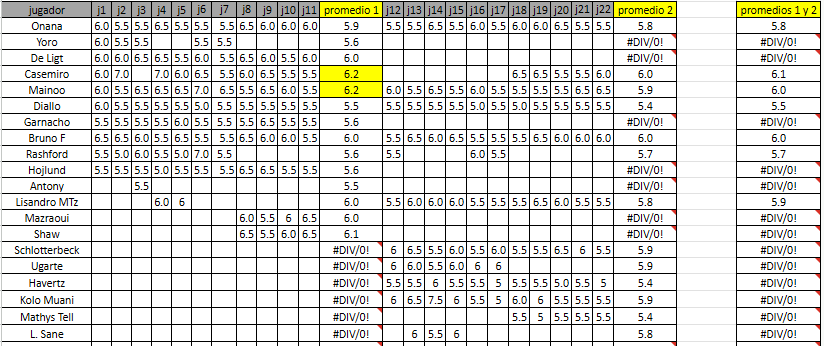 jugador j1 j2 j3 j4 j5 j6 j7 j8 j9 j10 j11 promedio 1 j12 j13 j14 j15 j16 j17 j18 j19 j20 j21 j22 promedio 2 promedios 1 y 2
Onana 6.0 5.5 5.5 6.5 5.5 5.5 5.5 6.5 6.0 6.0 6.0 5.9 5.5 6.5 5.5 5.5 5.5 5.5 6.0 6.0 6.0 5.5 5.5 5.8 5.8
Yoro 6.0 5.5 5.5 5.5 5.5 5.6 #DIV/0! #DIV/0!
De Ligt 6.0 6.0 6.5 6.5 5.5 6.0 5.5 6.5 6.0 5.5 6.0 6.0 #DIV/0! #DIV/0!
Casemiro 6.0 7.0 7.0 6.0 6.5 5.5 6.0 6.5 5.5 5.5 6.2 6.5 6.5 5.5 5.5 6.0 6.0 6.1
Mainoo 6.0 5.5 6.5 6.5 6.5 7.0 6.5 5.5 6.5 6.0 5.5 6.2 6.0 5.5 6.5 5.5 6.0 5.5 5.5 5.5 5.5 6.5 6.5 5.9 6.0
Diallo 6.0 5.5 5.5 5.5 5.5 5.0 5.5 5.5 5.5 5.5 5.5 5.5 5.5 5.5 5.5 5.5 5.0 5.5 5.0 5.5 5.5 5.5 5.5 5.4 5.5
Garnacho 5.5 5.5 5.5 5.5 6.0 5.5 5.5 5.5 5.5 5.5 5.5 5.6 #DIV/0! #DIV/0!
Bruno F 6.5 6.5 6.0 5.5 6.5 5.5 5.5 6.5 6.0 6.0 5.5 6.0 5.5 6.5 6.0 6.5 5.5 5.5 6.5 6.0 6.0 6.0 5.5 6.0 6.0
Rashford 5.5 5.0 6.0 5.5 5.0 7.0 5.5 5.6 5.5 6.0 5.5 5.7 5.7
Hojlund 5.5 5.5 5.5 5.0 5.5 5.5 5.5 6.5 6.5 5.5 5.5 5.6 #DIV/0! #DIV/0!
Antony 5.5 5.5 #DIV/0! #DIV/0!
Lisandro MTz 6.0 6 6.0 5.5 6.0 6.0 6.0 5.5 5.5 5.5 6.5 6.0 5.5 5.5 5.8 5.9
Mazraoui 6.0 5.5 6 6.5 6.0 #DIV/0! #DIV/0!
Shaw 6.5 5.5 6.0 6.5 6.1 #DIV/0! #DIV/0!
Schlotterbeck #DIV/0! 6 6.5 5.5 6.0 5.5 6.0 5.5 5.5 6.5 6 5.5 5.9 #DIV/0!
Ugarte #DIV/0! 6 6.0 5.5 6.0 6 6 5.9 #DIV/0!
Havertz #DIV/0! 5.5 5.5 6 5.5 5.5 5 5.5 5.5 5.0 5.5 5 5.4 #DIV/0!
Kolo Muani #DIV/0! 6 6.5 7.5 6 5.5 5 6.0 6 5.5 5.5 5.5 5.9 #DIV/0!
Mathys Tell #DIV/0! 5.5 5 5.5 5.5 5.5 5.4 #DIV/0!
L. Sane #DIV/0! 6 5.5 6 5.8 #DIV/0!